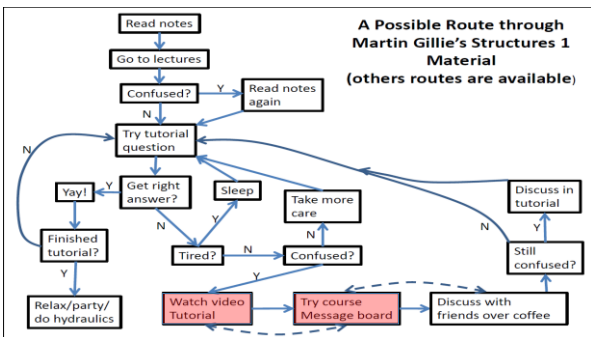 A Possible Route through
Martin Gillie's Structures 1
Material
(others routes are available)
Read notes
Go to lectures
Confused?
Y
Read notes
again
N
Try tutorial
question
N
Get right
answer?
Y
Yay!
Sleep
Take more
care
Discuss in
tutorial
N
Y
N
N
Y
Finished
tutorial?
Tired?
N
Confused?
Still
confused?
Y
Y
Relax/party/
do hydraulics
Watch video
Tutorial
Try course
Message board
Discuss with
friends over coffee